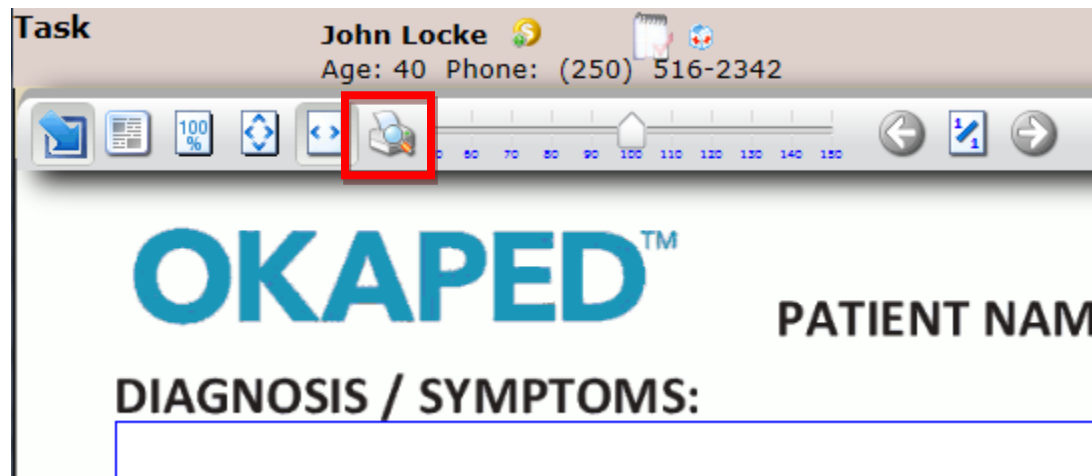 Task
John Locke
Age: 40 Phone: (250) 516-2342
100
%
60 70 80 90 100 110 120 130 140 150
1/1
OKAPED™
PATIENT NAM
DIAGNOSIS / SYMPTOMS: